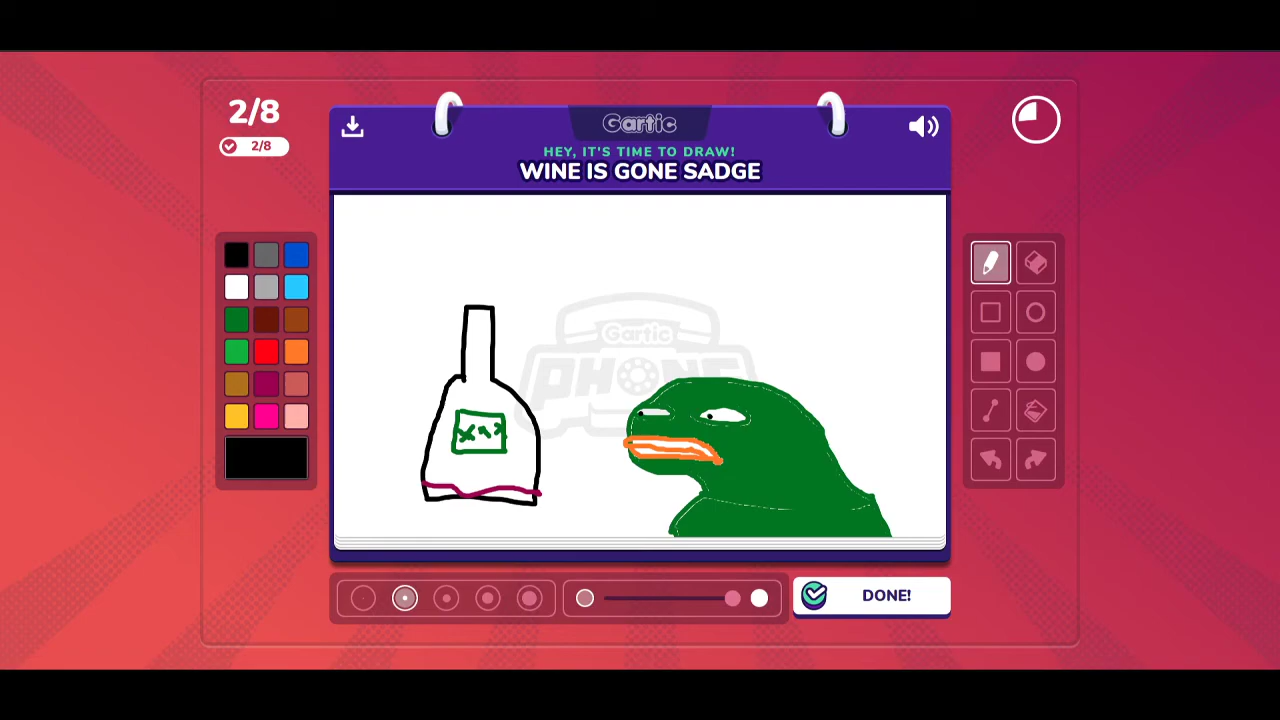 2/8
2/8
Gartic
HEY, IT'S TIME TO DRAW!
WINE IS GONE SADGE
Gartic
PHONE
DONE!